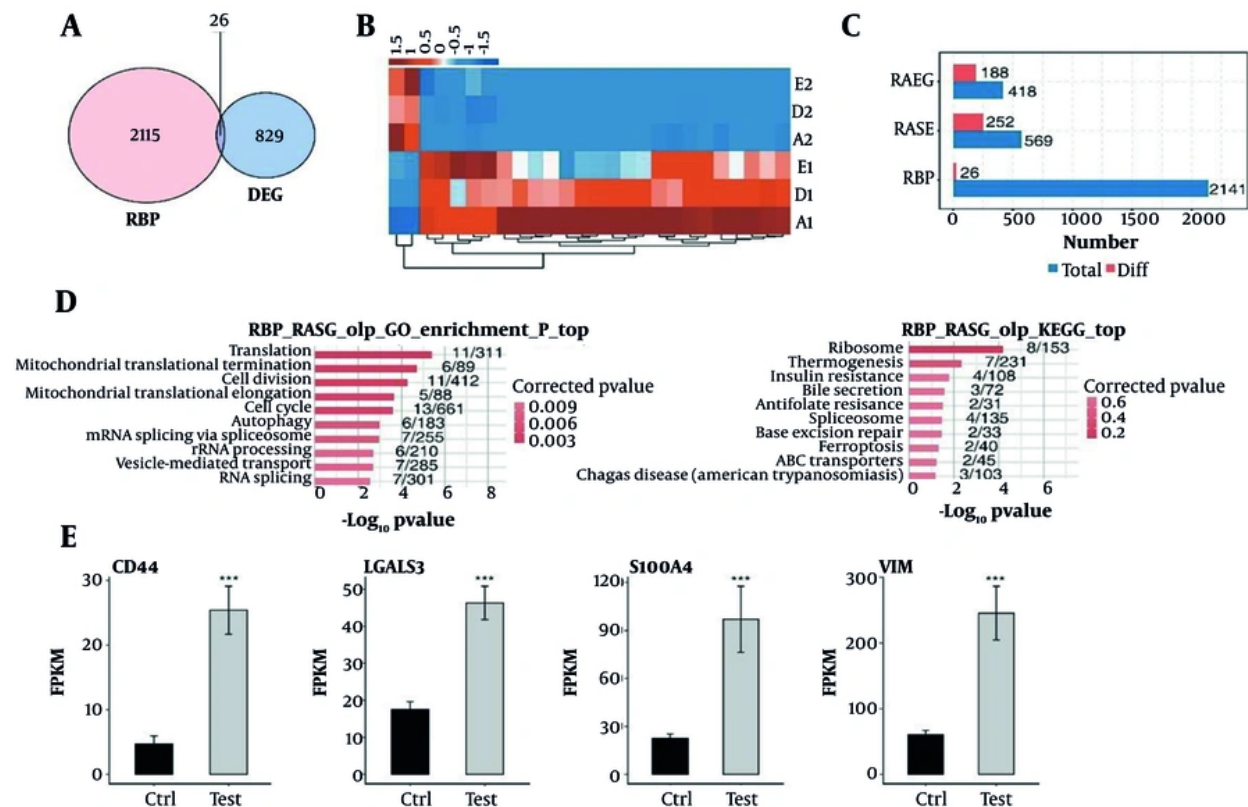 A
26
2115
829
RBP
DEG
B
1.5
1
0.5
0
-0.5
-1
-1.5
E2
D2
A2
E1
D1
A1
C
RAEG
188
418
RASE
252
569
RBP
26
2141
0 500 1000 1500 2000
Number
Total Diff
D
RBP_RASG_olp_GO_enrichment_P_top
Translation 11/311
Mitochondrial translational termination 6/89
Cell division 11/412
Mitochondrial translational elongation 5/88
Cell cycle 13/661
Autophagy 6/183
mRNA splicing via spliceosome 7/255
rRNA processing 6/210
Vesicle-mediated transport 7/285
RNA splicing 7/301
0 2 4 6 8
-Log10 pvalue
Corrected pvalue
0.009
0.006
0.003
RBP_RASG_olp_KEGG_top
Ribosome 8/153
Thermogenesis 7/231
Insulin resistance 4/108
Bile secretion 3/72
Antifolate resisance 2/31
Spliceosome 4/135
Base excision repair 2/33
Ferroptosis 2/40
ABC transporters 2/45
Chagas disease (american trypanosomiasis) 3/103
0 2 4 6
-Log10 pvalue
Corrected pvalue
0.6
0.4
0.2
E
CD44
FPKM
30
20
10
0
***
Ctrl Test
LGALS3
FPKM
50
40
30
20
10
0
***
Ctrl Test
S100A4
FPKM
120
90
60
30
0
***
Ctrl Test
VIM
FPKM
300
200
100
0
***
Ctrl Test